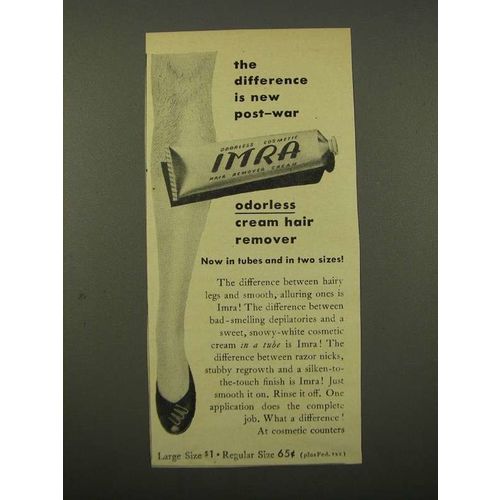 the
difference
is new
post-war
ODORLESS COSMETIC
IMRA
HAIR REMOVER CREAM
odorless
cream hair
remover
Now in tubes and in two sizes!
The difference between hairy
legs and smooth, alluring ones is
Imra! The difference between
bad-smelling depilatories and a
sweet, snowy-white cosmetic
cream in a tube is Imra! The
difference between razor nicks,
stubby regrowth and a silken-to-
the-touch finish is Imra! Just
smooth it on. Rinse it off. One
application does the complete
job. What a difference!
At cosmetic counters
Large Size $1 • Regular Size 65¢ (plus Fed. tax)